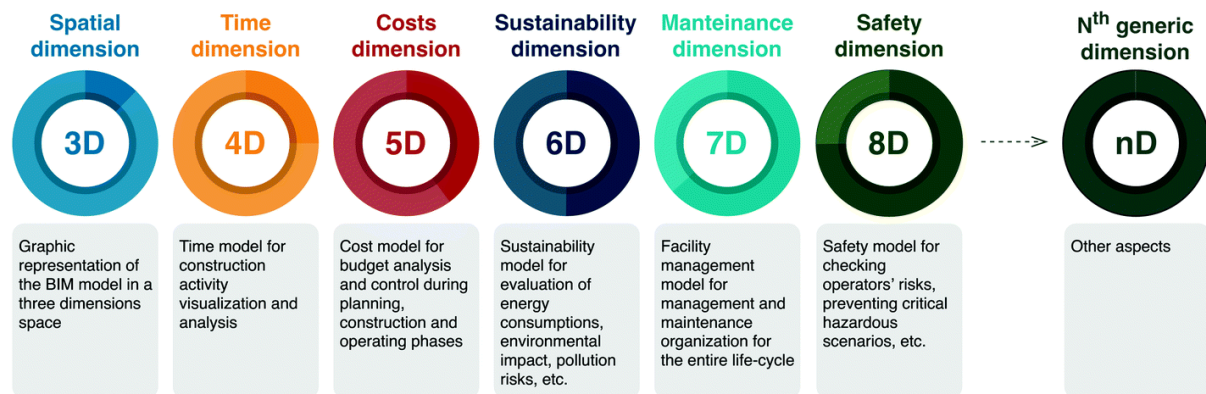 Spatial
dimension
Time
dimension
Costs
dimension
Sustainability
dimension
Manteinance
dimension
Safety
dimension
Nth generic
dimension
3D
4D
5D
6D
7D
8D
nD
Graphic
representation of
the BIM model in a
three dimensions
space
Time model for
construction
activity
visualization and
analysis
Cost model for
budget analysis
and control during
planning,
construction and
operating phases
Sustainability
model for
evaluation of
energy
consumptions,
environmental
impact, pollution
risks, etc.
Facility
management
model for
management and
maintenance
organization for
the entire life-cycle
Safety model for
checking
operators' risks,
preventing critical
hazardous
scenarios, etc.
Other aspects